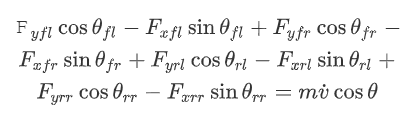 F_{yfl} cos θ_{fl} − F_{xfl} sin θ_{fl} + F_{yfr} cos θ_{fr} −
F_{xfr} sin θ_{fr} + F_{yrl} cos θ_{rl} − F_{xrl} sin θ_{rl} +
F_{yrr} cos θ_{rr} − F_{xrr} sin θ_{rr} = mv̇ cos θ